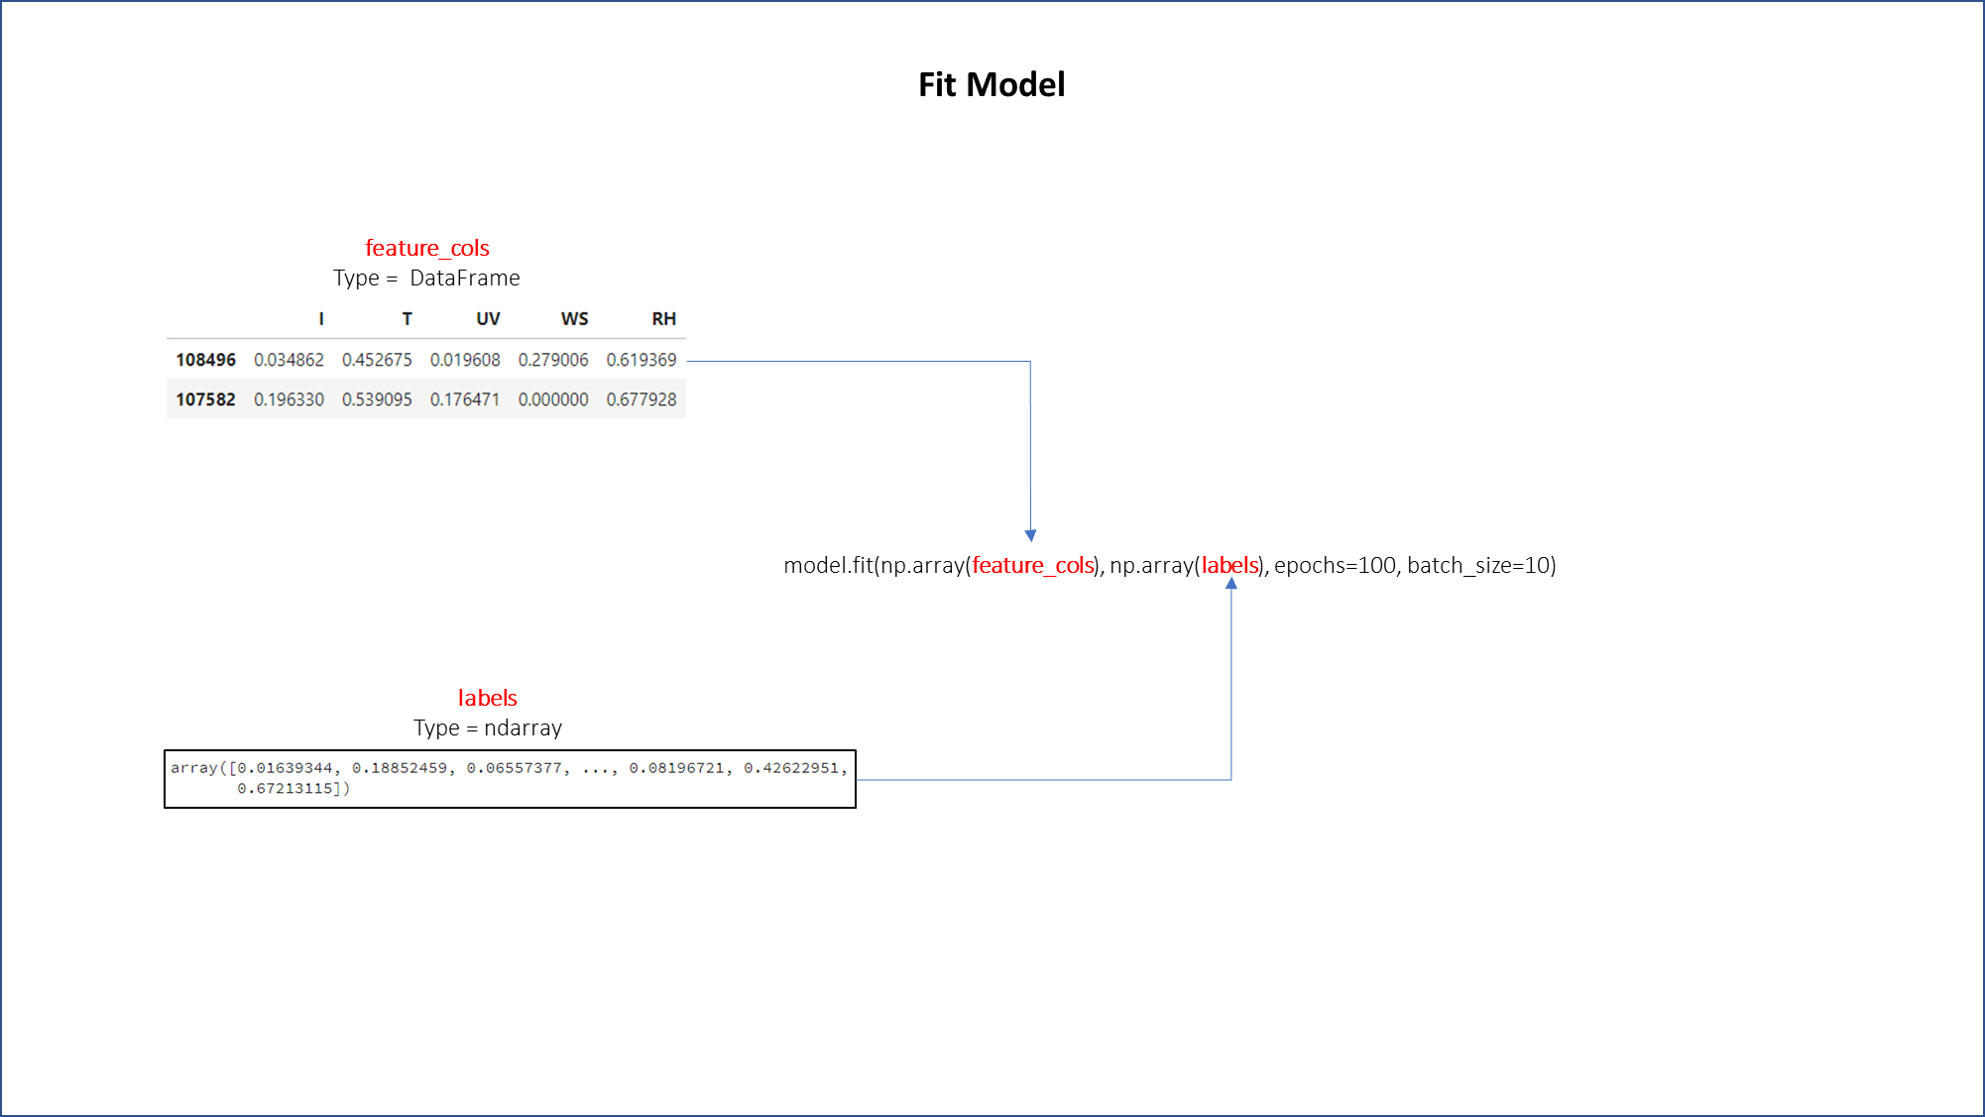 Fit Model
feature_cols
Type =  DataFrame
I T UV WS RH
108496 0.034862 0.452675 0.019608 0.279006 0.619369
107582 0.196330 0.539095 0.176471 0.000000 0.677928
model.fit(np.array(feature_cols), np.array(labels), epochs=100, batch_size=10)
labels
Type = ndarray
array([0.01639344, 0.18852459, 0.06557377, ..., 0.08196721, 0.42622951,
0.67213115])